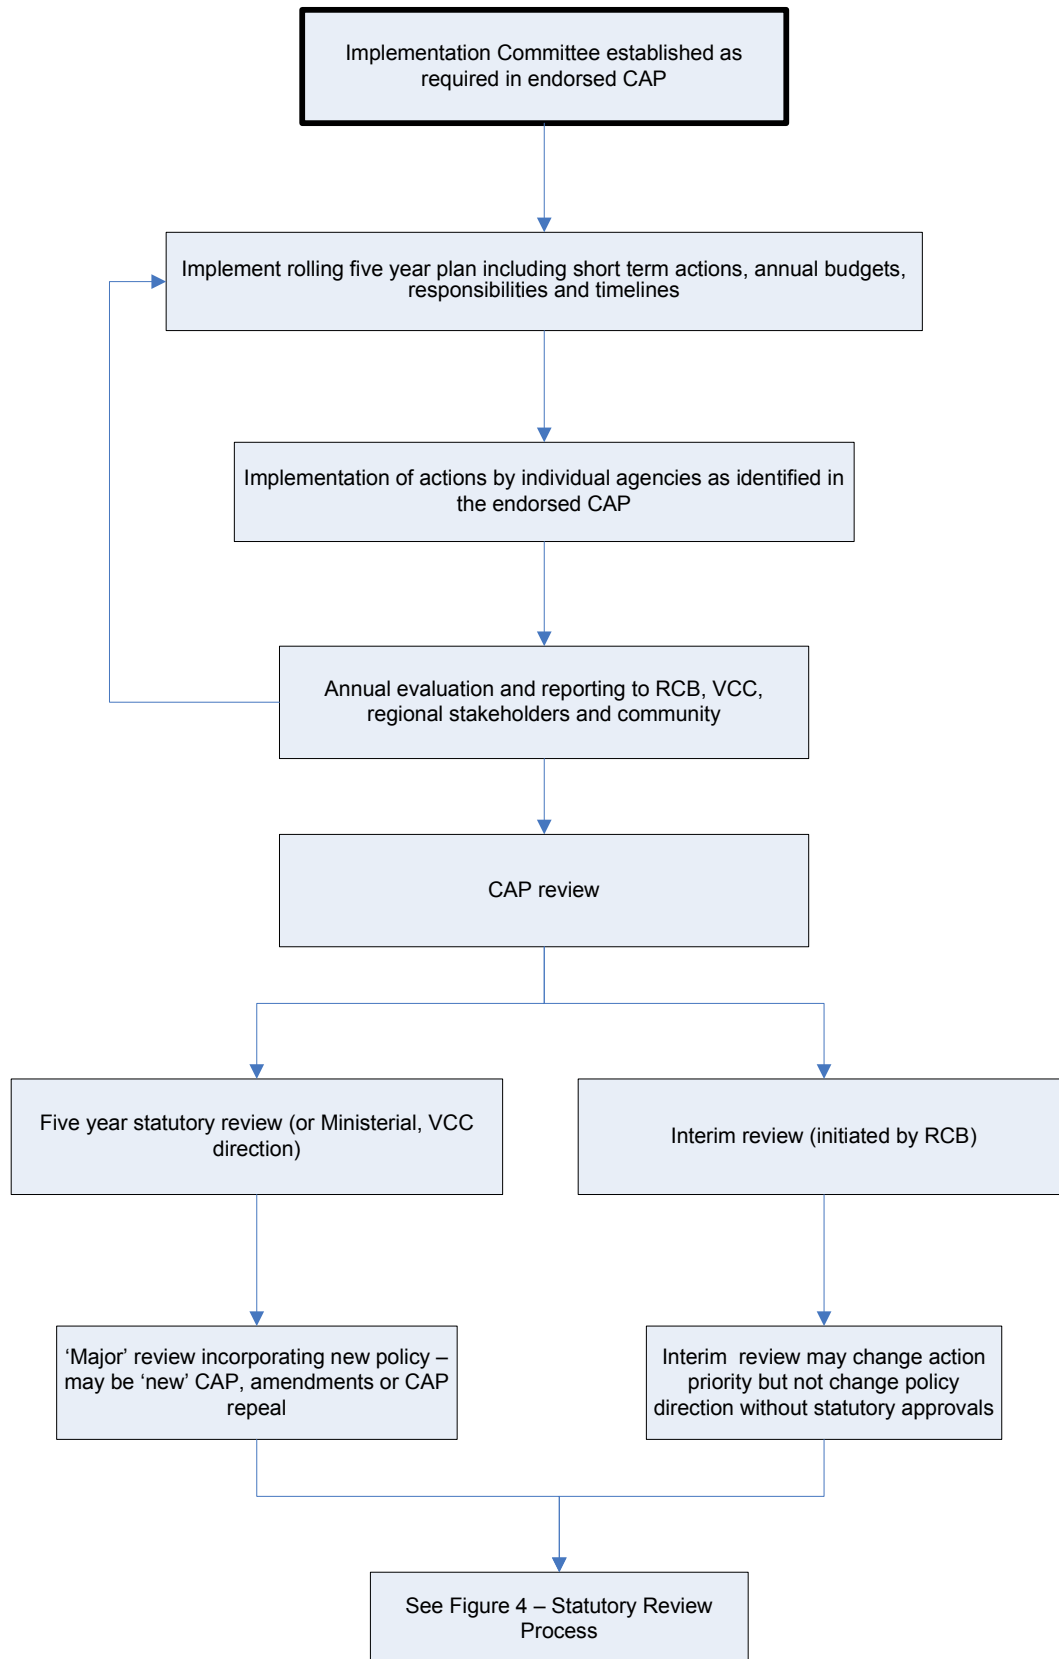 Implementation Committee established as
required in endorsed CAP
Implement rolling five year plan including short term actions, annual budgets,
responsibilities and timelines
Implementation of actions by individual agencies as identified in
the endorsed CAP
Annual evaluation and reporting to RCB, VCC,
regional stakeholders and community
CAP review
Five year statutory review (or Ministerial, VCC
direction)
Interim review (initiated by RCB)
‘Major’ review incorporating new policy –
may be ‘new’ CAP, amendments or CAP
repeal
Interim  review may change action
priority but not change policy
direction without statutory approvals
See Figure 4 – Statutory Review
Process